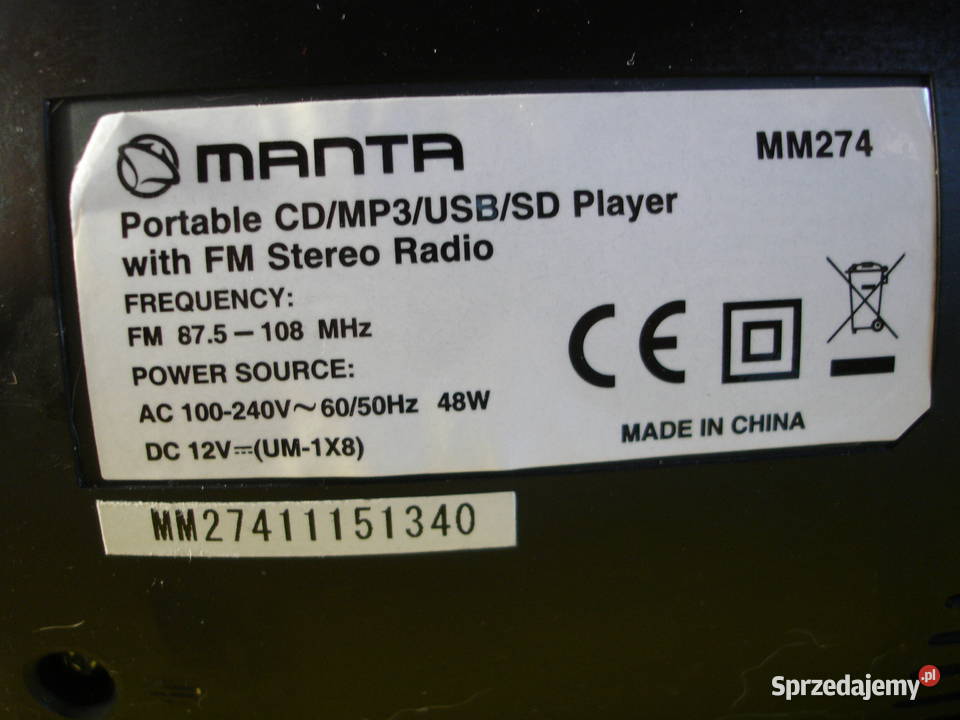 MANTA
MM274
Portable CD/MP3/USB/SD Player
with FM Stereo Radio
FREQUENCY:
FM 87.5 – 108 MHz
POWER SOURCE:
AC 100-240V～60/50Hz 48W
DC 12V⎓(UM-1X8)
CE
MADE IN CHINA
MM27411151340
Sprzedajemy.pl